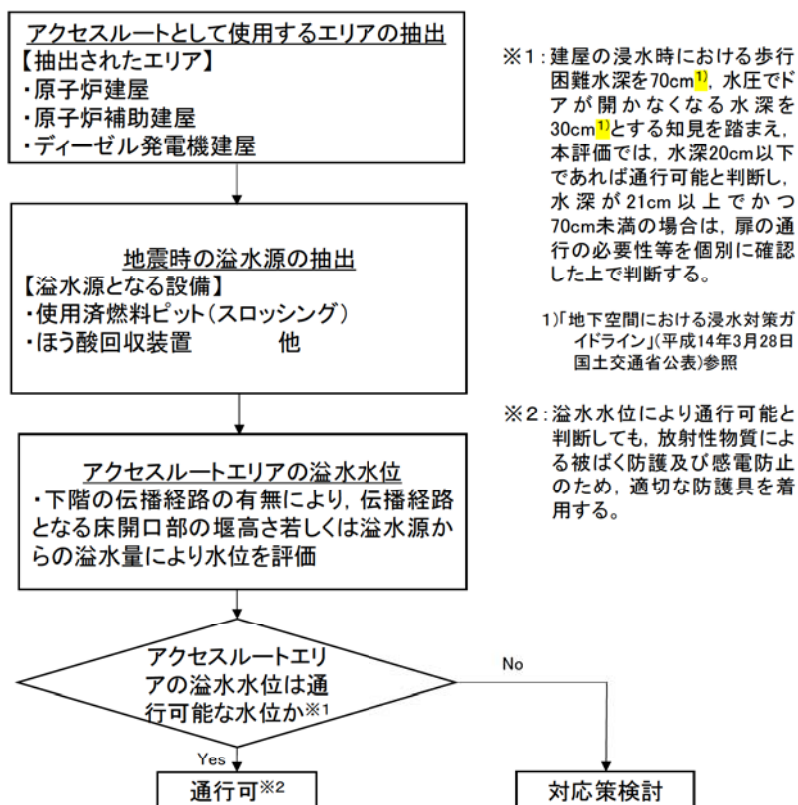 アクセスルートとして使用するエリアの抽出
【抽出されたエリア】
・原子炉建屋
・原子炉補助建屋
・ディーゼル発電機建屋
地震時の溢水源の抽出
【溢水源となる設備】
・使用済燃料ピット(スロッシング)
・ほう酸回収装置 他
アクセスルートエリアの溢水水位
・下階の伝播経路の有無により,伝播経路
となる床開口部の堰高さ若しくは溢水源か
らの溢水量により水位を評価
アクセスルートエリ
アの溢水水位は通
行可能な水位か※1
No
Yes
通行可※2
対応策検討
※1:建屋の浸水時における歩行
困難水深を70cm1),水圧でド
アが開かなくなる水深を
30cm1)とする知見を踏まえ,
本評価では,水深20cm以下
であれば通行可能と判断し,
水深が21cm以上でかつ
70cm未満の場合は,扉の通
行の必要性等を個別に確認
した上で判断する。
1)「地下空間における浸水対策ガ
イドライン」(平成14年3月28日
国土交通省公表)参照
※2:溢水水位により通行可能と
判断しても,放射性物質によ
る被ばく防護及び感電防止
のため,適切な防護具を着
用する。